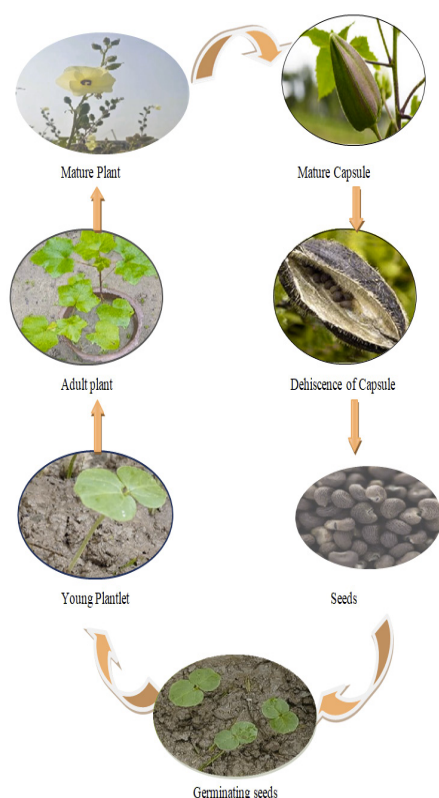 Mature Plant
Mature Capsule
Adult plant
Dehiscence of Capsule
Young Plantlet
Seeds
Germinating seeds